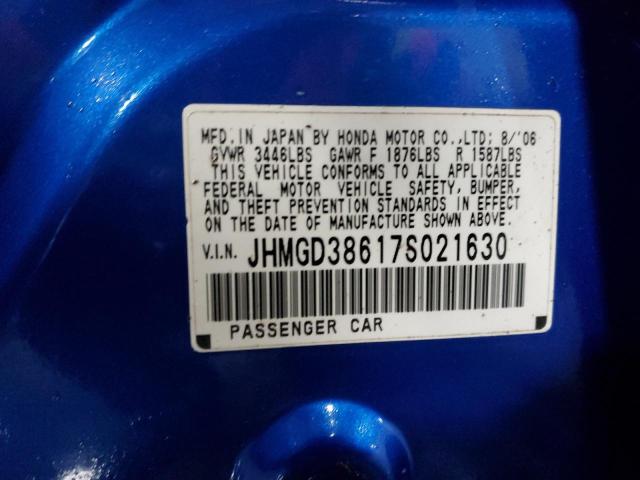 MFD. IN JAPAN BY HONDA MOTOR CO.,LTD; 8/'06
GVWR 3446LBS GAWR F 1876LBS R 1587LBS
THIS VEHICLE CONFORMS TO ALL APPLICABLE
FEDERAL MOTOR VEHICLE SAFETY, BUMPER,
AND THEFT PREVENTION STANDARDS IN EFFECT
ON THE DATE OF MANUFACTURE SHOWN ABOVE.
V.I.N. JHMGD38617S021630
PASSENGER CAR